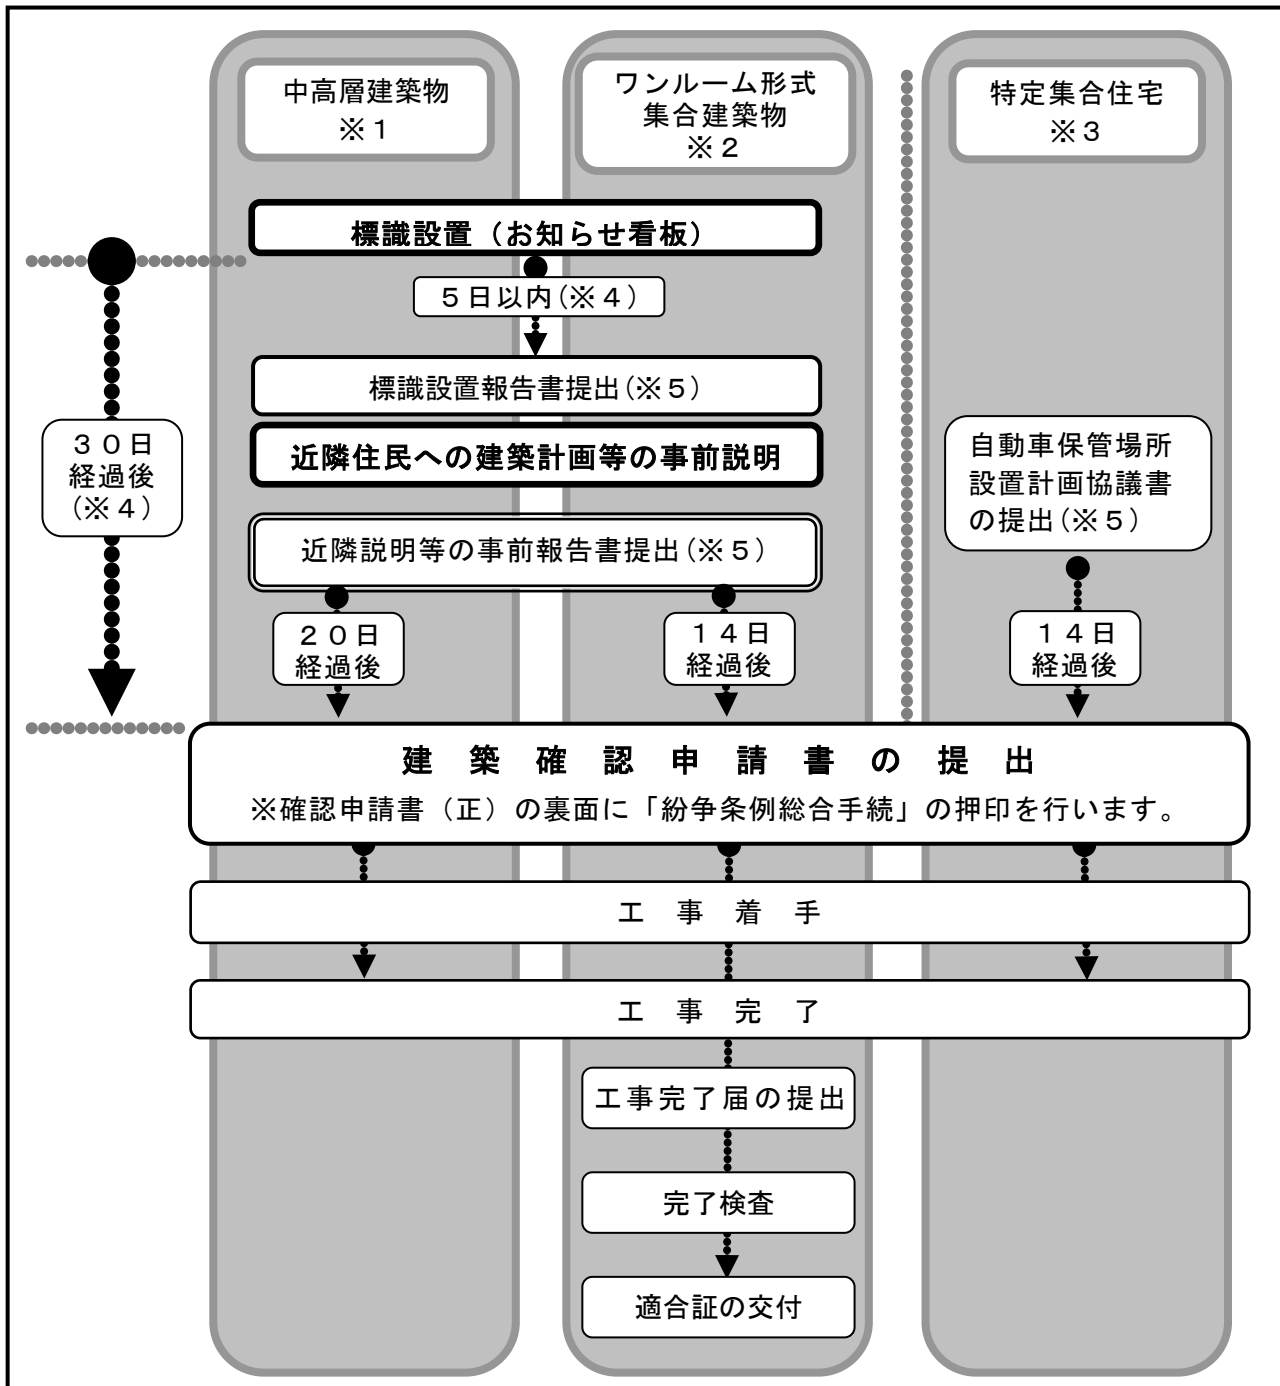 中高層建築物
※１
ワンルーム形式
集合建築物
※２
特定集合住宅
※３
標識設置（お知らせ看板）
５日以内(※４)
標識設置報告書提出(※５)
近隣住民への建築計画等の事前説明
３０日
経過後
(※４)
自動車保管場所
設置計画協議書
の提出(※５)
近隣説明等の事前報告書提出(※５)
２０日
経過後
１４日
経過後
１４日
経過後
建築確認申請書の提出
※確認申請書（正）の裏面に「紛争条例総合手続」の押印を行います。
工事着手
工事完了
工事完了届の提出
完了検査
適合証の交付